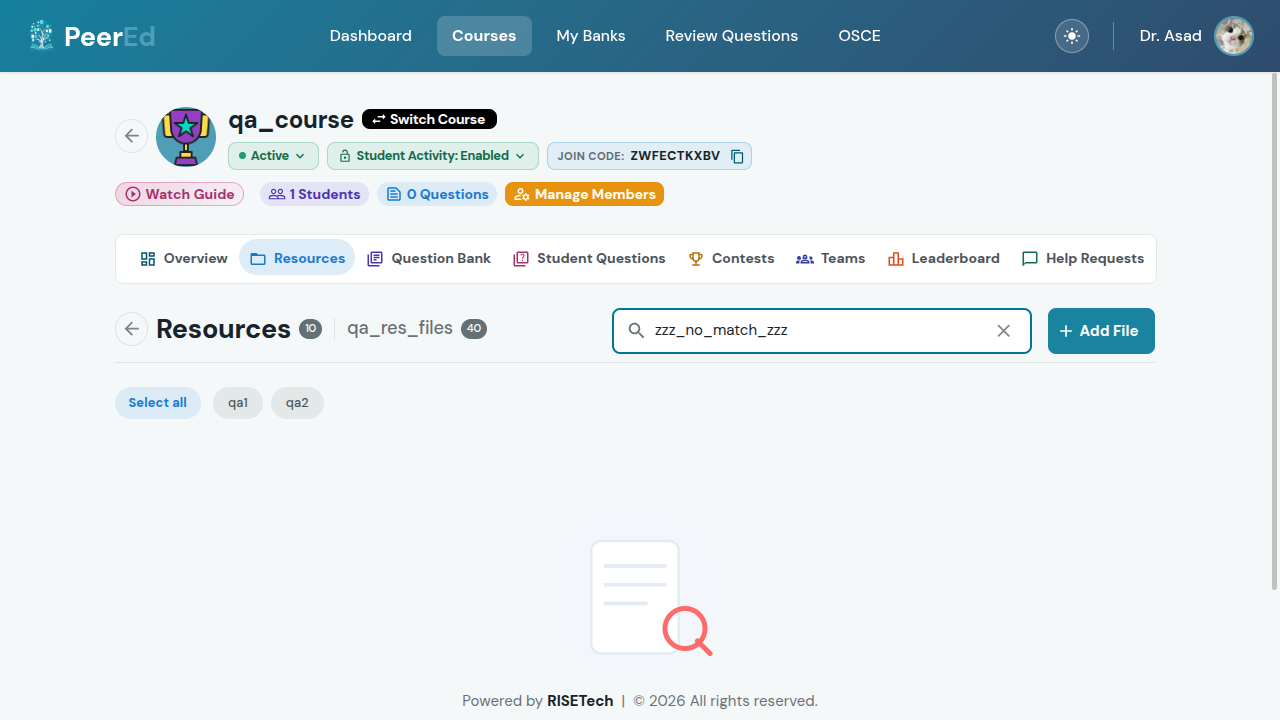 PeerEd Dashboard Courses My Banks Review Questions OSCE Dr. Asad
qa_course Switch Course
Active Student Activity: Enabled JOIN CODE: ZWFECTKXBV
Watch Guide 1 Students 0 Questions Manage Members
Overview Resources Question Bank Student Questions Contests Teams Leaderboard Help Requests
Resources 10 qa_res_files 40 zzz_no_match_zzz Add File
Select all qa1 qa2
Powered by RISETech | © 2026 All rights reserved.